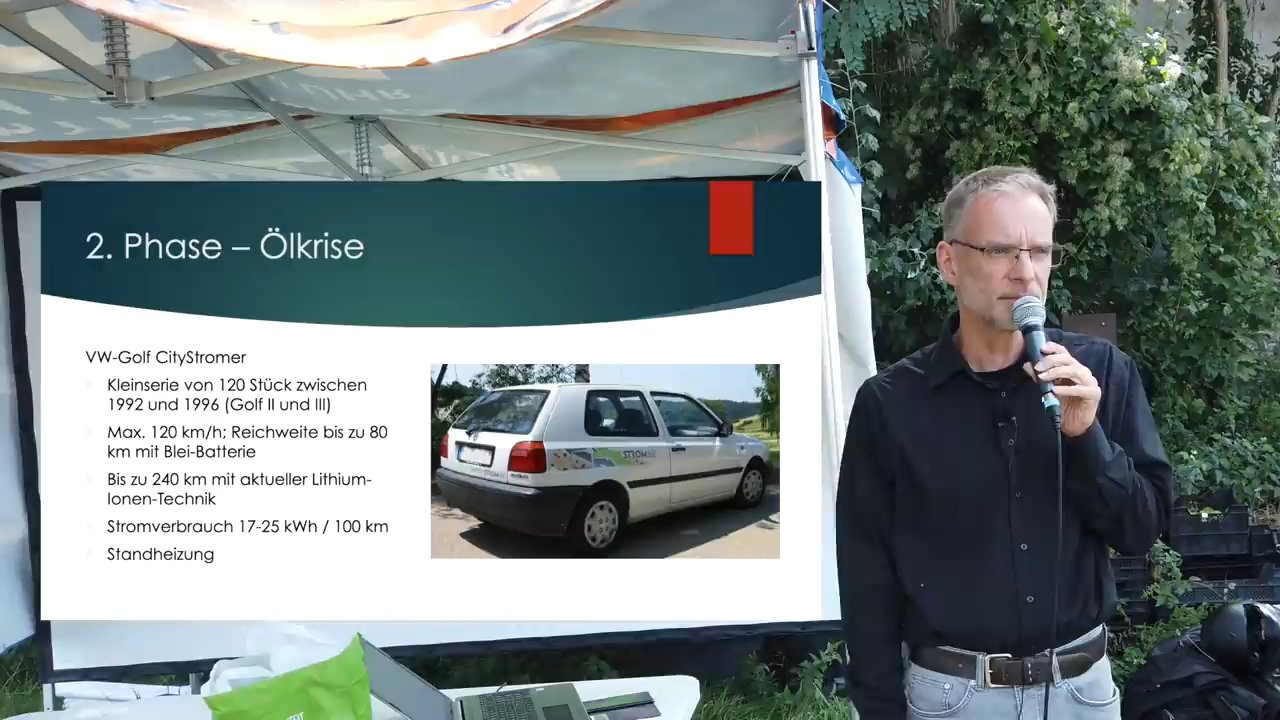 2. Phase – Ölkrise
VW-Golf CityStromer
Kleinserie von 120 Stück zwischen
1992 und 1996 (Golf II und III)
Max. 120 km/h; Reichweite bis zu 80
km mit Blei-Batterie
Bis zu 240 km mit aktueller Lithium-
Ionen-Technik
Stromverbrauch 17-25 kWh / 100 km
Standheizung